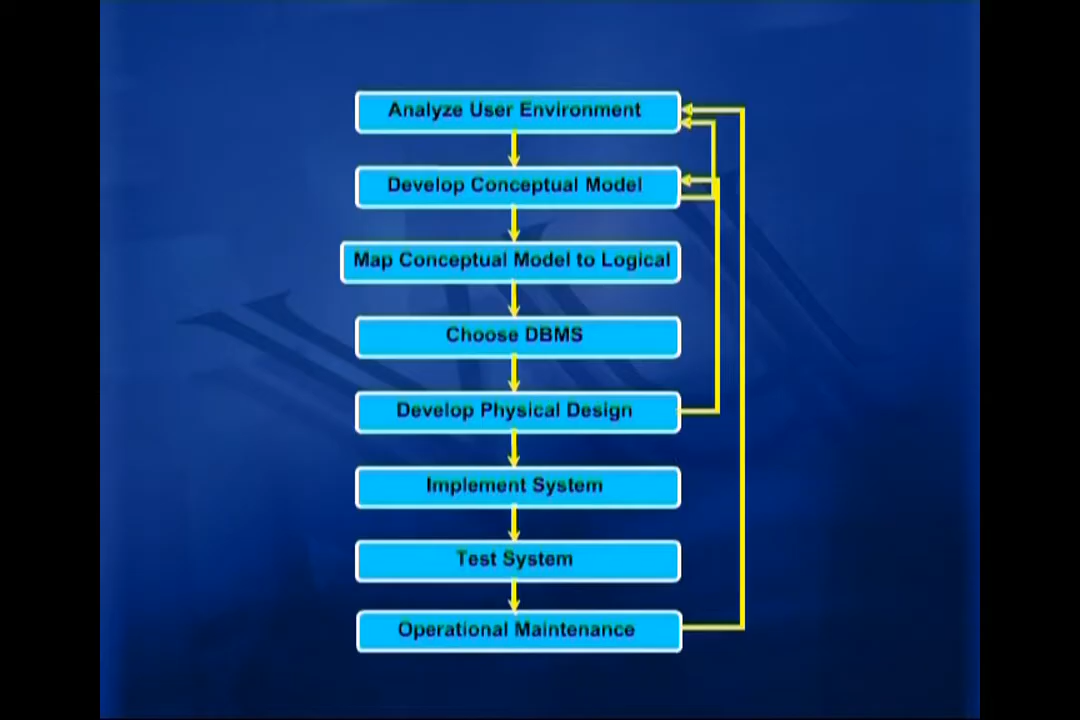 Analyze User Environment
Develop Conceptual Model
Map Conceptual Model to Logical
Choose DBMS
Develop Physical Design
Implement System
Test System
Operational Maintenance